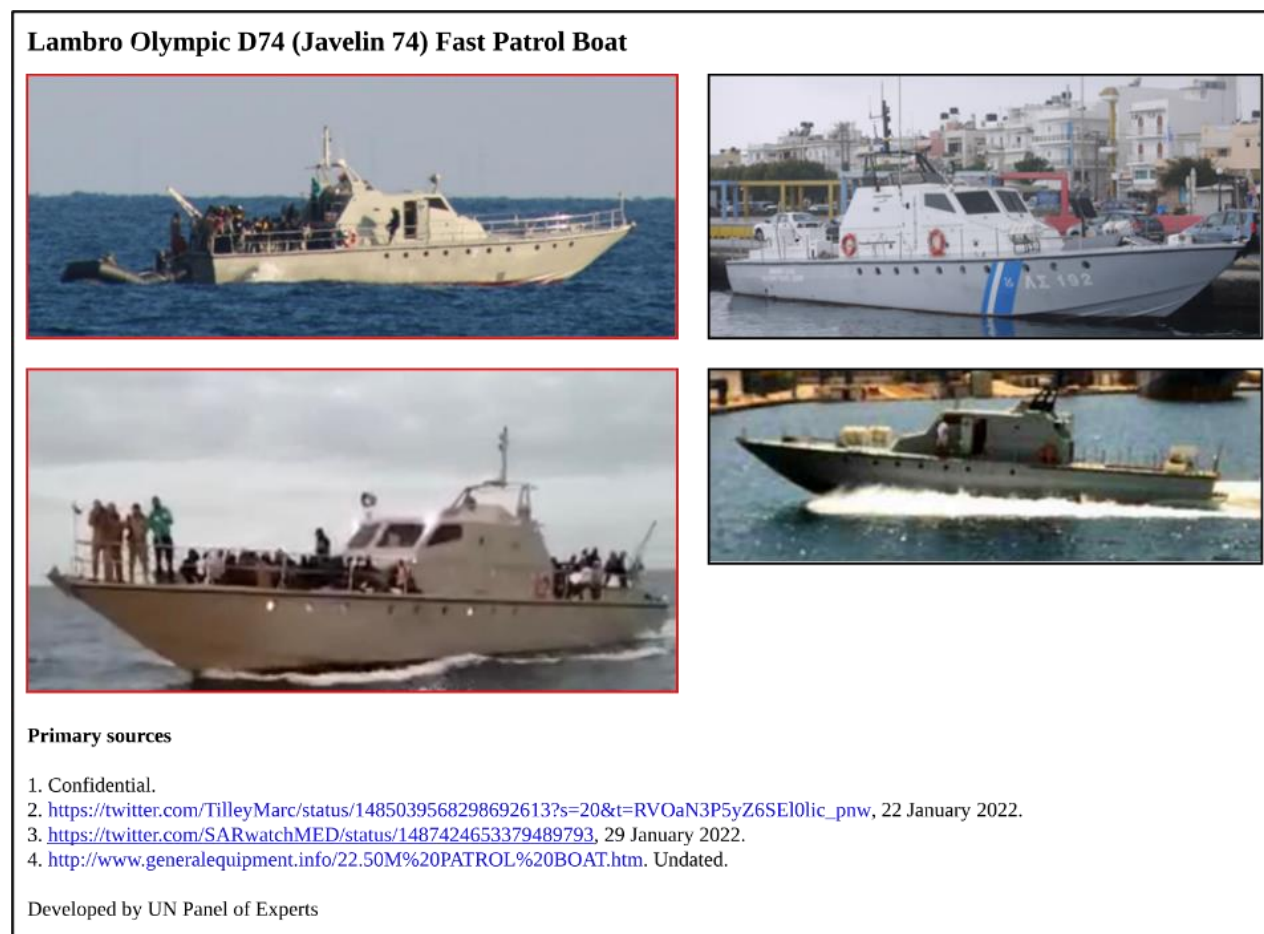 Lambro Olympic D74 (Javelin 74) Fast Patrol Boat
ΛΣ 192
Primary sources
1. Confidential.
2. https://twitter.com/TilleyMarc/status/1485039568298692613?s=20&t=RVOaN3P5yZ6SEl0lic_pnw, 22 January 2022.
3. https://twitter.com/SARwatchMED/status/1487424653379489793, 29 January 2022.
4. http://www.generalequipment.info/22.50M%20PATROL%20BOAT.htm. Undated.
Developed by UN Panel of Experts